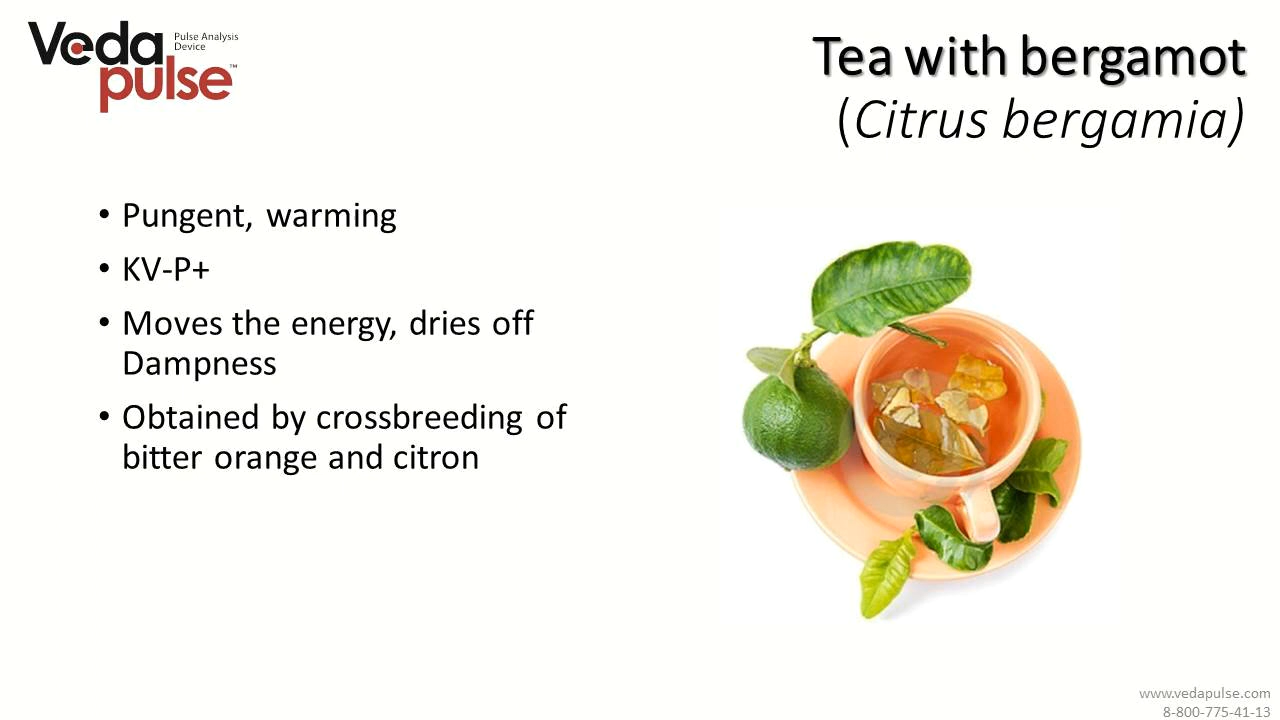 Veda
pulse™
Pulse Analysis
Device
Tea with bergamot
(Citrus bergamia)
• Pungent, warming
• KV-P+
• Moves the energy, dries off
Dampness
• Obtained by crossbreeding of
bitter orange and citron
www.vedapulse.com
8-800-775-41-13